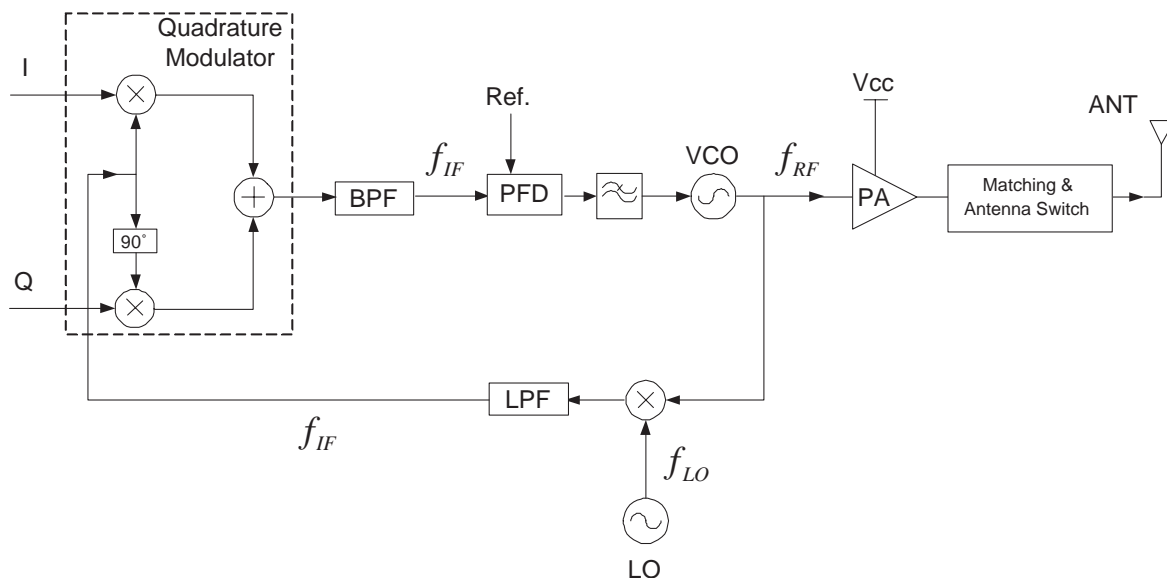 Quadrature
Modulator
I
Q
90°
BPF
f_IF
Ref.
PFD
VCO
f_RF
Vcc
PA
Matching &
Antenna Switch
ANT
LPF
f_IF
f_LO
LO